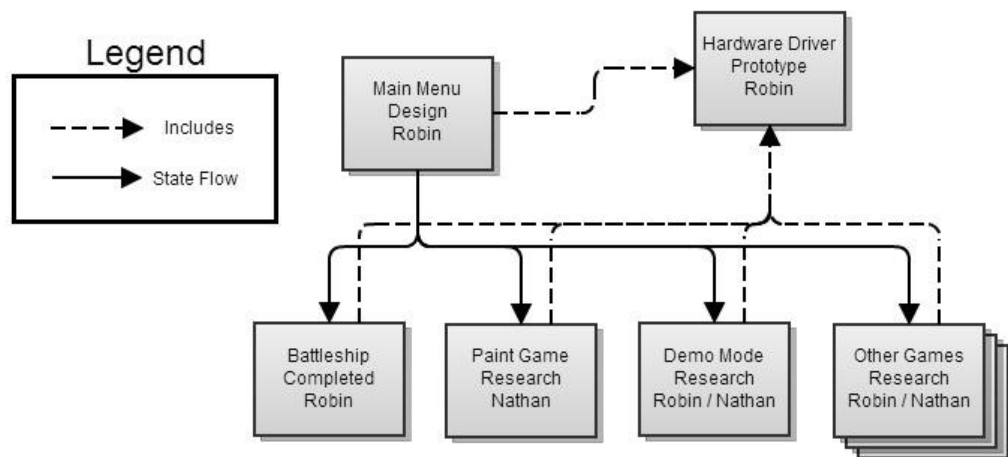 Legend
Includes
State Flow
Main Menu
Design
Robin
Hardware Driver
Prototype
Robin
Battleship
Completed
Robin
Paint Game
Research
Nathan
Demo Mode
Research
Robin / Nathan
Other Games
Research
Robin / Nathan